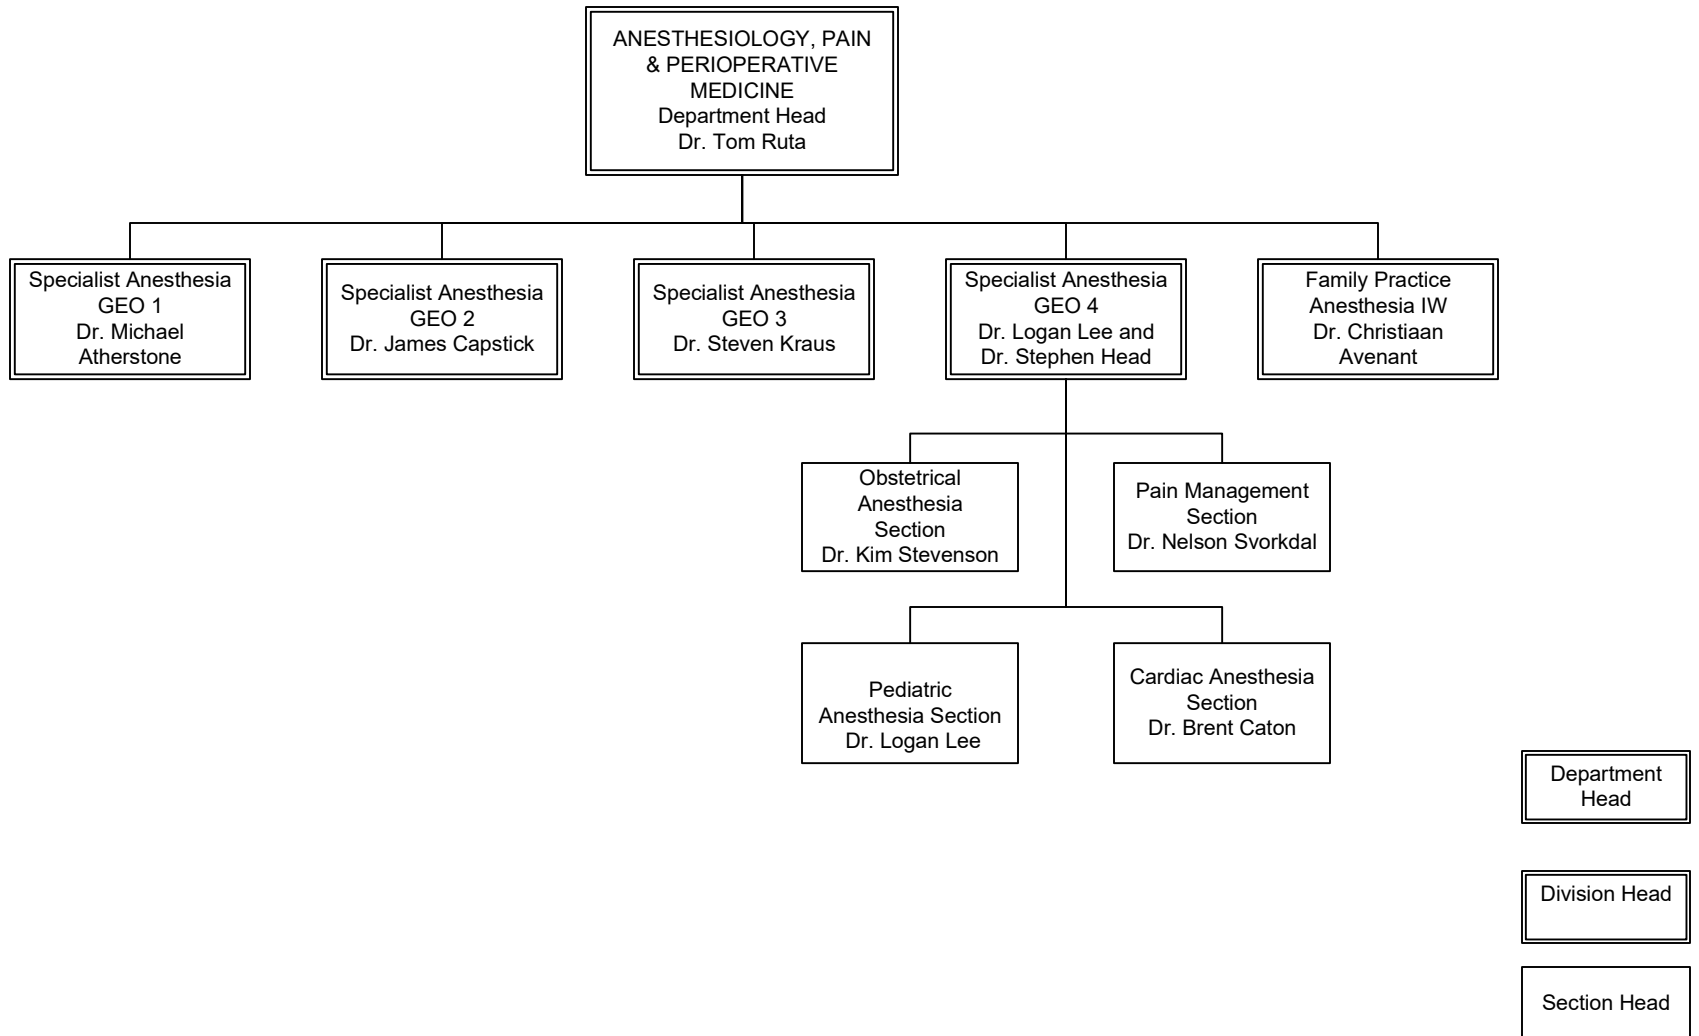 ANESTHESIOLOGY, PAIN
& PERIOPERATIVE
MEDICINE
Department Head
Dr. Tom Ruta
Specialist Anesthesia
GEO 1
Dr. Michael
Atherstone
Specialist Anesthesia
GEO 2
Dr. James Capstick
Specialist Anesthesia
GEO 3
Dr. Steven Kraus
Specialist Anesthesia
GEO 4
Dr. Logan Lee and
Dr. Stephen Head
Family Practice
Anesthesia IW
Dr. Christiaan
Avenant
Obstetrical
Anesthesia
Section
Dr. Kim Stevenson
Pain Management
Section
Dr. Nelson Svorkdal
Pediatric
Anesthesia Section
Dr. Logan Lee
Cardiac Anesthesia
Section
Dr. Brent Caton
Department
Head
Division Head
Section Head